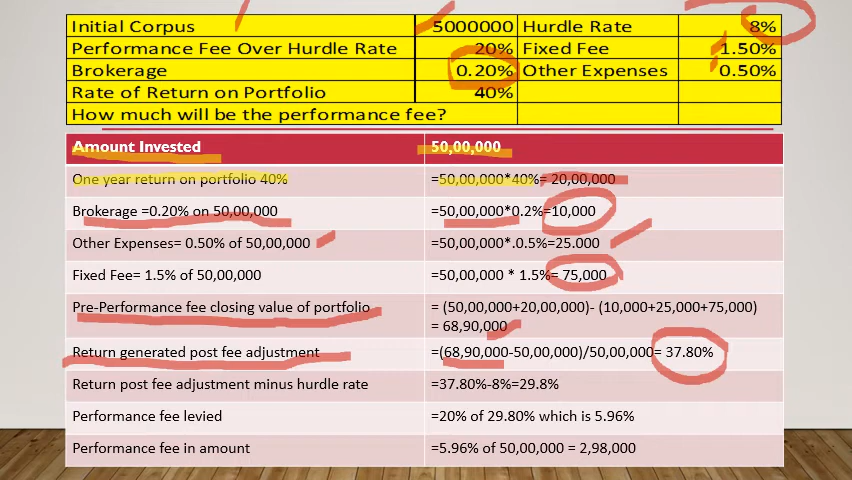 Initial Corpus 5000000 Hurdle Rate 8%
Performance Fee Over Hurdle Rate 20% Fixed Fee 1.50%
Brokerage 0.20% Other Expenses 0.50%
Rate of Return on Portfolio 40%
How much will be the performance fee?
Amount Invested 50,00,000
One year return on portfolio 40% =50,00,000*40%= 20,00,000
Brokerage =0.20% on 50,00,000 =50,00,000*0.2%=10,000
Other Expenses= 0.50% of 50,00,000 =50,00,000*.0.5%=25.000
Fixed Fee= 1.5% of 50,00,000 =50,00,000 * 1.5%= 75,000
Pre-Performance fee closing value of portfolio = (50,00,000+20,00,000)- (10,000+25,000+75,000)
= 68,90,000
Return generated post fee adjustment =(68,90,000-50,00,000)/50,00,000= 37.80%
Return post fee adjustment minus hurdle rate =37.80%-8%=29.8%
Performance fee levied =20% of 29.80% which is 5.96%
Performance fee in amount =5.96% of 50,00,000 = 2,98,000